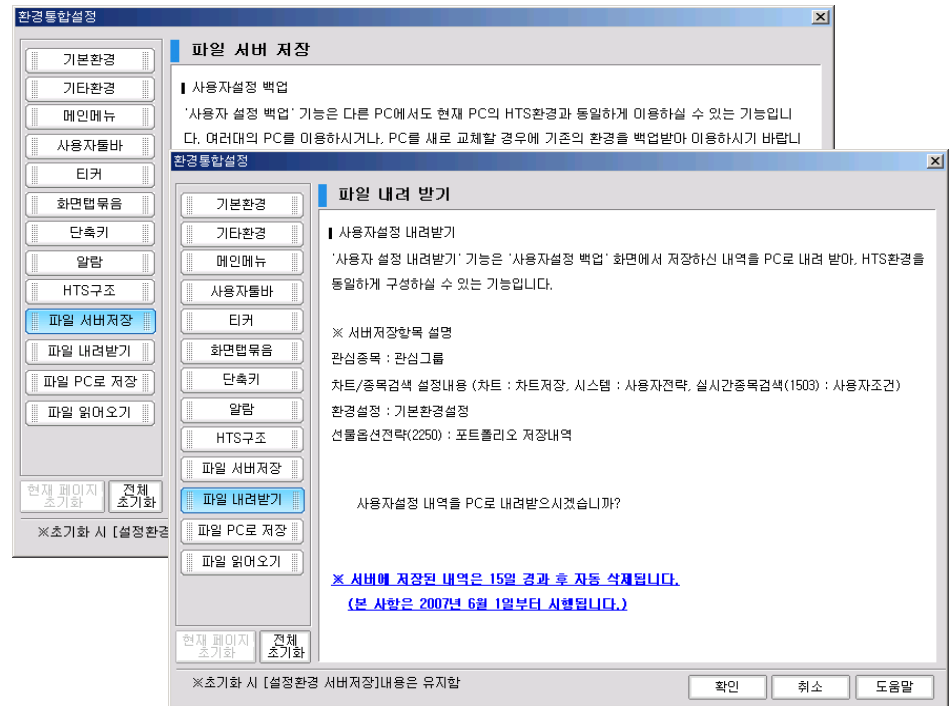 환경통합설정
기본환경
기타환경
메인메뉴
사용자툴바
티커
화면탭묶음
단축키
알람
HTS구조
파일 서버저장
파일 내려받기
파일 PC로 저장
파일 읽어오기
현재 페이지
초기화
전체
초기화
※초기화 시 [설정환경
파일 서버 저장
사용자설정 백업
'사용자 설정 백업' 기능은 다른 PC에서도 현재 PC의 HTS환경과 동일하게 이용하실 수 있는 기능입니
다. 여러대의 PC를 이용하시거나, PC를 새로 교체할 경우에 기존의 환경을 백업받아 이용하시기 바랍니
환경통합설정
기본환경
기타환경
메인메뉴
사용자툴바
티커
화면탭묶음
단축키
알람
HTS구조
파일 서버저장
파일 내려받기
파일 PC로 저장
파일 읽어오기
현재 페이지
초기화
전체
초기화
파일 내려 받기
사용자설정 내려받기
'사용자 설정 내려받기' 기능은 '사용자설정 백업' 화면에서 저장하신 내역을 PC로 내려 받아, HTS환경을
동일하게 구성하실 수 있는 기능입니다.
※ 서버저장항목 설명
관심종목 : 관심그룹
차트/종목검색 설정내용 (차트 : 차트저장, 시스템 : 사용자전략, 실시간종목검색(1503) : 사용자조건)
환경설정 : 기본환경설정
선물옵션전략(2250) : 포트폴리오 저장내역
사용자설정 내역을 PC로 내려받으시겠습니까?
※ 서버에 저장된 내역은 15일 경과 후 자동 삭제됩니다.
(본 사항은 2007년 6월 1일부터 시행됩니다.)
※초기화 시 [설정환경 서버저장]내용은 유지함
확인
취소
도움말